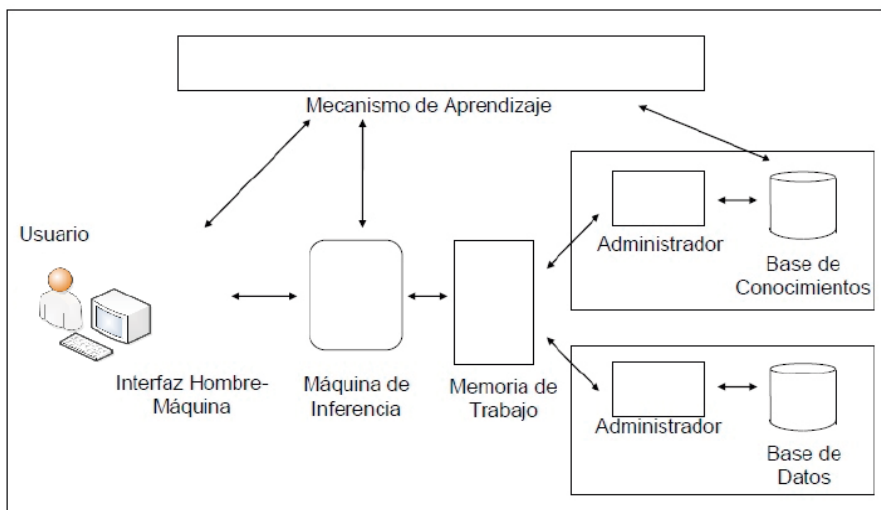 Mecanismo de Aprendizaje
Usuario
Administrador
Base de
Conocimientos
Interfaz Hombre-
Máquina
Máquina de
Inferencia
Memoria de
Trabajo
Administrador
Base de
Datos